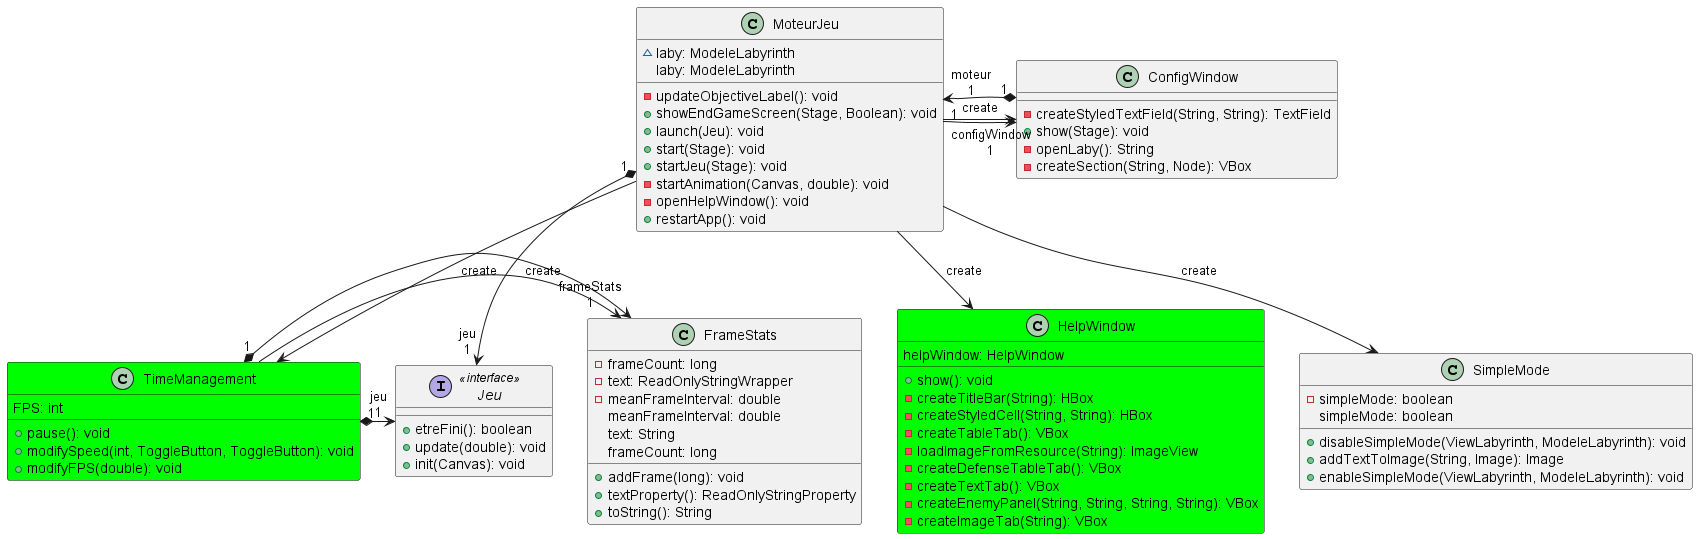 C MoteurJeu
laby: ModeleLabyrinth
laby: ModeleLabyrinth
updateObjectiveLabel(): void
showEndGameScreen(Stage, Boolean): void
launch(Jeu): void
start(Stage): void
startJeu(Stage): void
startAnimation(Canvas, double): void
openHelpWindow(): void
restartApp(): void
moteur
1
1
create
1
configWindow
1
C ConfigWindow
createStyledTextField(String, String): TextField
show(Stage): void
openLaby(): String
createSection(String, Node): VBox
1
create
create
frameStats
1
create
create
jeu
1
1
C TimeManagement
FPS: int
pause(): void
modifySpeed(int, ToggleButton, ToggleButton): void
modifyFPS(double): void
jeu
1
1
I «interface»
Jeu
etreFini(): boolean
update(double): void
init(Canvas): void
C FrameStats
frameCount: long
text: ReadOnlyStringWrapper
meanFrameInterval: double
meanFrameInterval: double
text: String
frameCount: long
addFrame(long): void
textProperty(): ReadOnlyStringProperty
toString(): String
C HelpWindow
helpWindow: HelpWindow
show(): void
createTitleBar(String): HBox
createStyledCell(String, String): HBox
createTableTab(): VBox
loadImageFromResource(String): ImageView
createDefenseTableTab(): VBox
createTextTab(): VBox
createEnemyPanel(String, String, String, String): VBox
createImageTab(String): VBox
C SimpleMode
simpleMode: boolean
simpleMode: boolean
disableSimpleMode(ViewLabyrinth, ModeleLabyrinth): void
addTextToImage(String, Image): Image
enableSimpleMode(ViewLabyrinth, ModeleLabyrinth): void